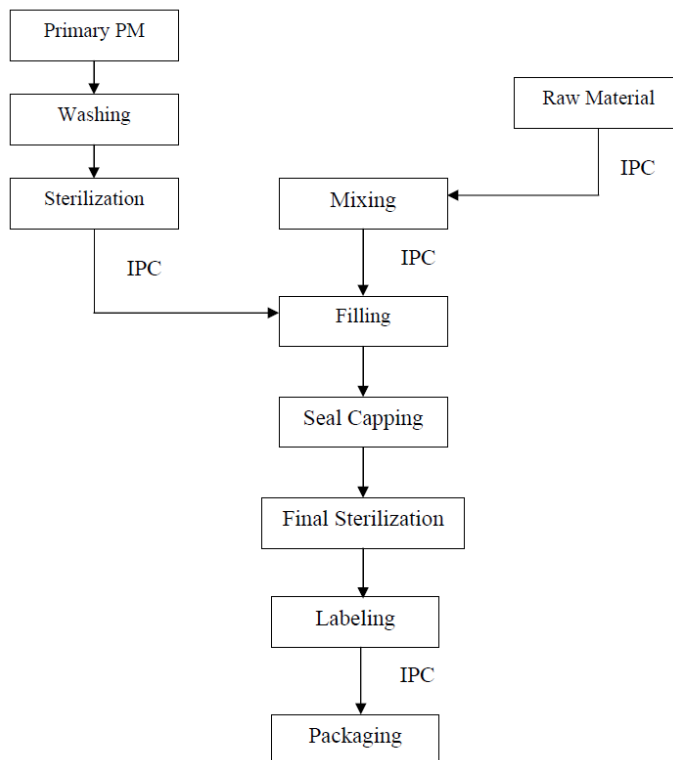 Primary PM
Washing
Raw Material
IPC
Sterilization
Mixing
IPC
IPC
Filling
Seal Capping
Final Sterilization
Labeling
IPC
Packaging